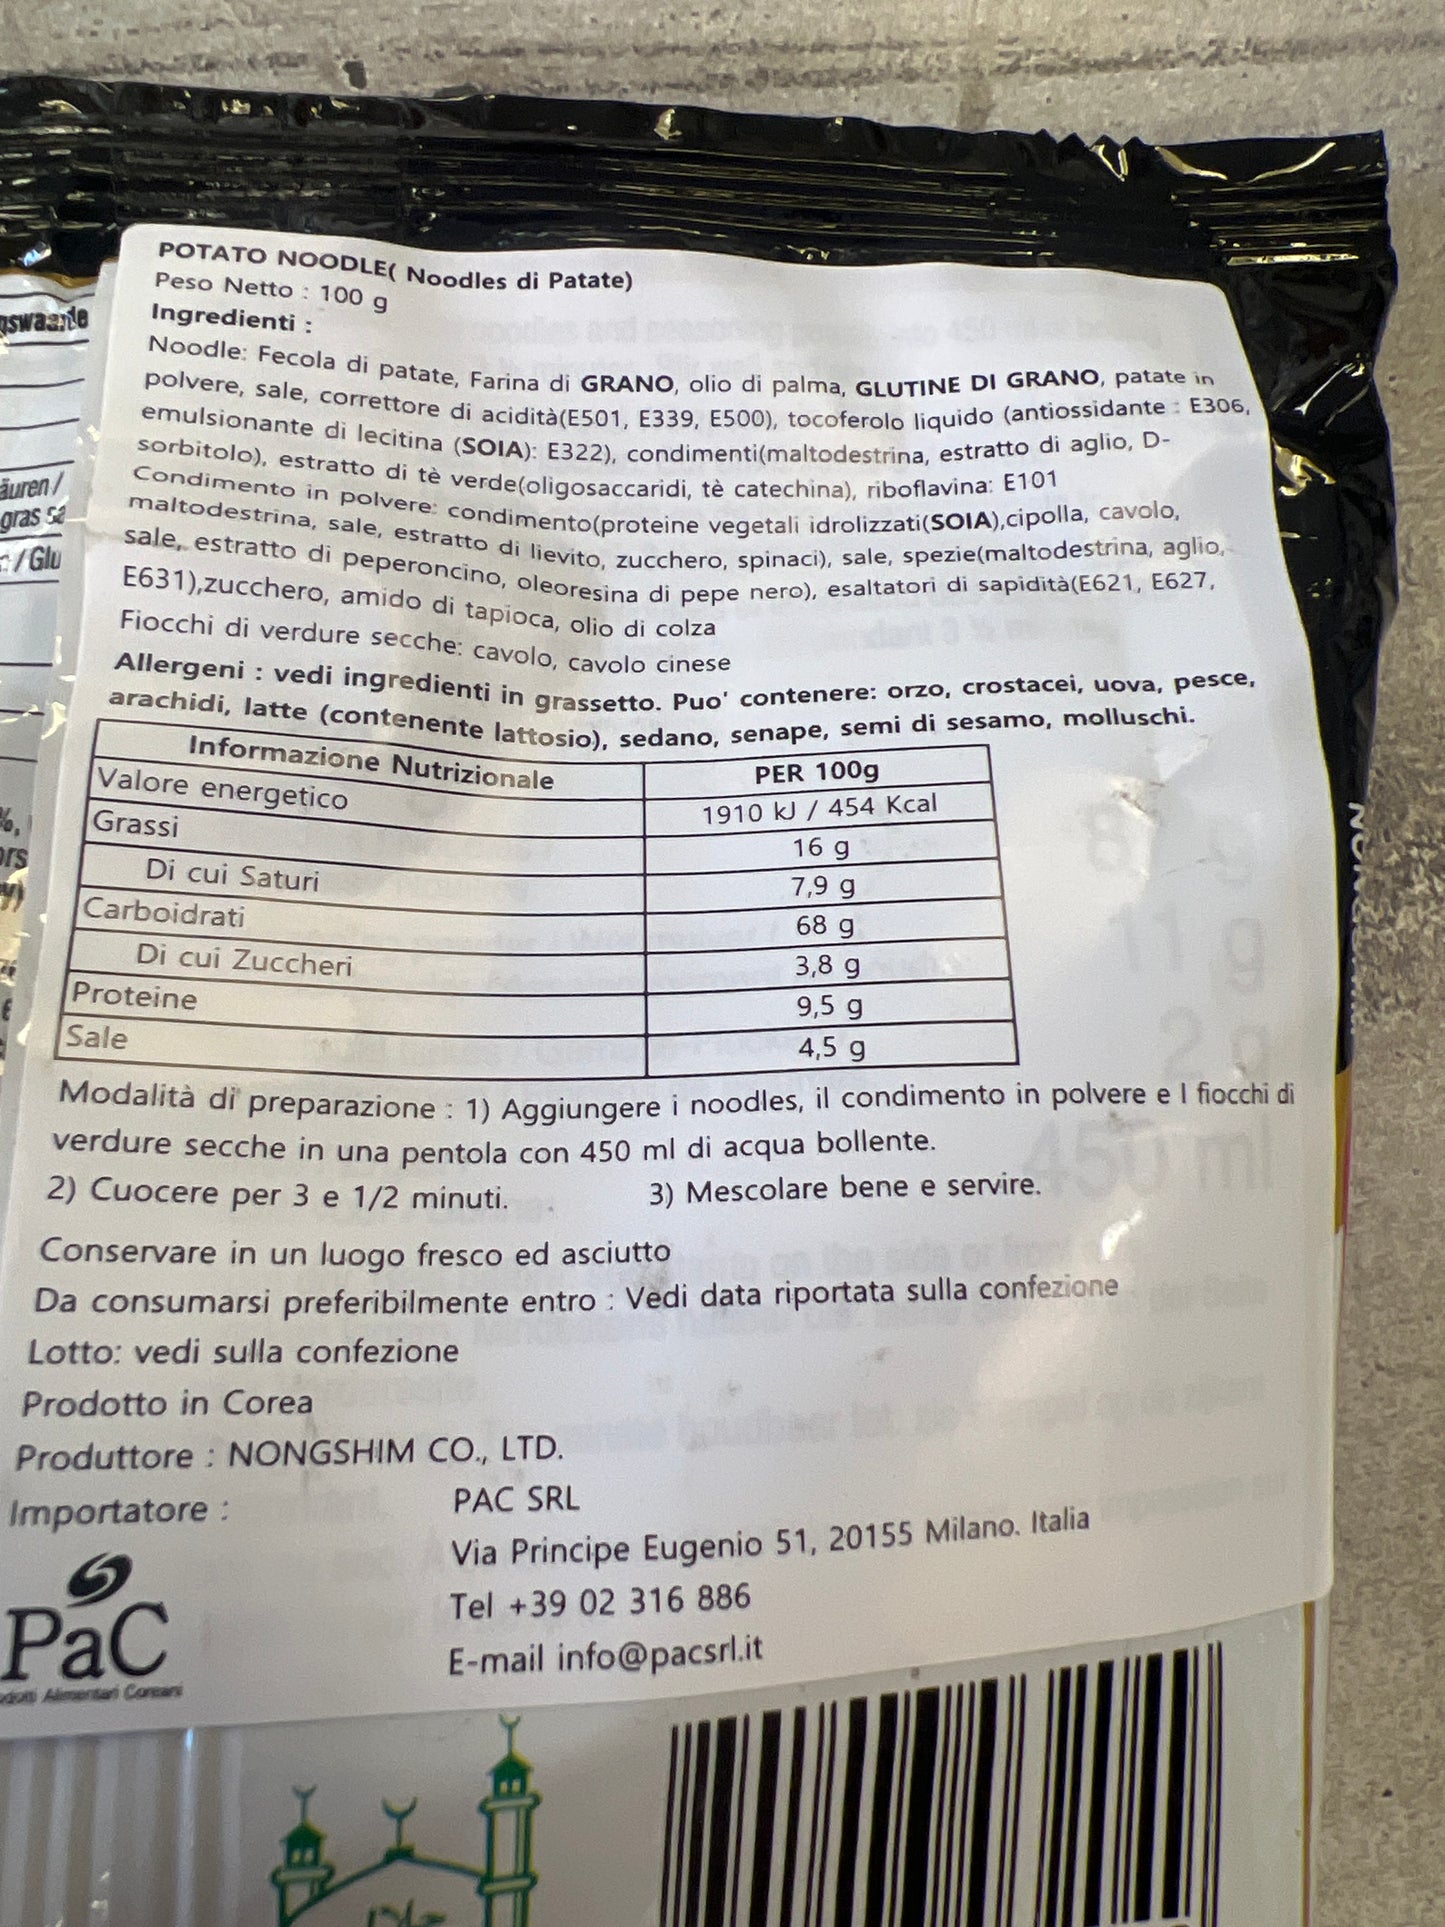 POTATO NOODLE( Noodles di Patate)
Peso Netto : 100 g
Ingredienti :
Noodle: Fecola di patate, Farina di GRANO, olio di palma, GLUTINE DI GRANO, patate in
polvere, sale, correttore di acidità(E501, E339, E500), tocoferolo liquido (antiossidante : E306,
emulsionante di lecitina (SOIA): E322), condimenti(maltodestrina, estratto di aglio, D-
sorbitolo), estratto di tè verde(oligosaccaridi, tè catechina), riboflavina: E101
Condimento in polvere: condimento(proteine vegetali idrolizzati(SOIA),cipolla, cavolo,
maltodestrina, sale, estratto di lievito, zucchero, spinaci), sale, spezie(maltodestrina, aglio,
sale, estratto di peperoncino, oleoresina di pepe nero), esaltatori di sapidità(E621, E627,
E631),zucchero, amido di tapioca, olio di colza
Fiocchi di verdure secche: cavolo, cavolo cinese
Allergeni : vedi ingredienti in grassetto. Puo' contenere: orzo, crostacei, uova, pesce,
arachidi, latte (contenente lattosio), sedano, senape, semi di sesamo, molluschi.
Informazione Nutrizionale PER 100g
Valore energetico 1910 kJ / 454 Kcal
Grassi 16 g
Di cui Saturi 7,9 g
Carboidrati 68 g
Di cui Zuccheri 3,8 g
Proteine 9,5 g
Sale 4,5 g
Modalità di preparazione : 1) Aggiungere i noodles, il condimento in polvere e I fiocchi di
verdure secche in una pentola con 450 ml di acqua bollente.
2) Cuocere per 3 e 1/2 minuti. 3) Mescolare bene e servire.
Conservare in un luogo fresco ed asciutto
Da consumarsi preferibilmente entro : Vedi data riportata sulla confezione
Lotto: vedi sulla confezione
Prodotto in Corea
Produttore : NONGSHIM CO., LTD.
Importatore : PAC SRL
Via Principe Eugenio 51, 20155 Milano. Italia
Tel +39 02 316 886
E-mail info@pacsrl.it
PaC
Alimentari Coreani
äuren /
gras
/ Glu
11 g
450 ml
حلال